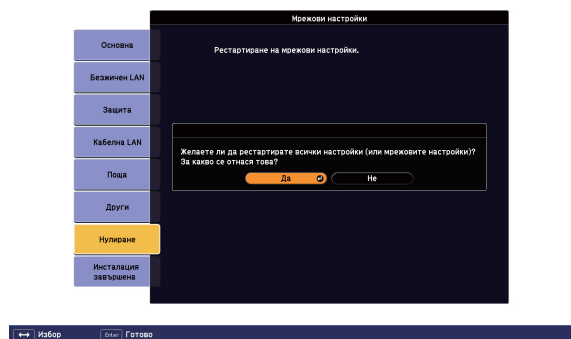 Мрежови настройки
Основна
Безжичен LAN
Защита
Кабелна LAN
Поща
Други
Нулиране
Инсталация
завършена
Рестартиране на мрежови настройки.
Желаете ли да рестартирате всички настройки (или мрежовите настройки)?
За какво се отнася това?
Да
Не
Избор
Enter Готово